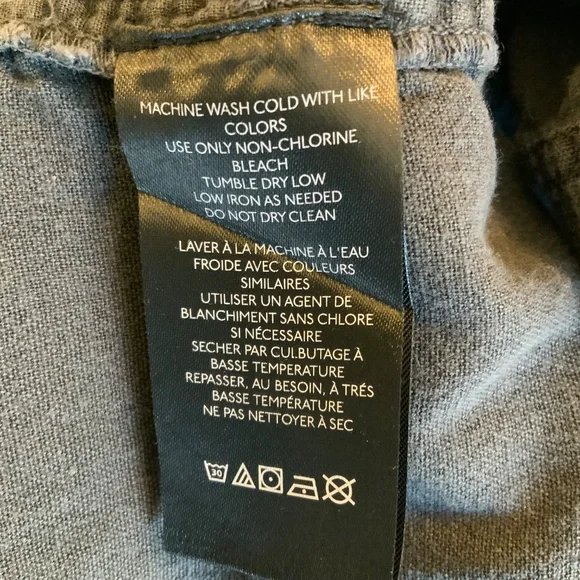 MACHINE WASH COLD WITH LIKE
COLORS
USE ONLY NON-CHLORINE
BLEACH
TUMBLE DRY LOW
LOW IRON AS NEEDED
DO NOT DRY CLEAN
LAVER À LA MACHINE À L'EAU
FROIDE AVEC COULEURS
SIMILAIRES
UTILISER UN AGENT DE
BLANCHIMENT SANS CHLORE
SI NÉCESSAIRE
SECHER PAR CULBUTAGE À
BASSE TEMPERATURE
REPASSER, AU BESOIN, À TRÉS
BASSE TEMPÉRATURE
NE PAS NETTOYER À SEC
30